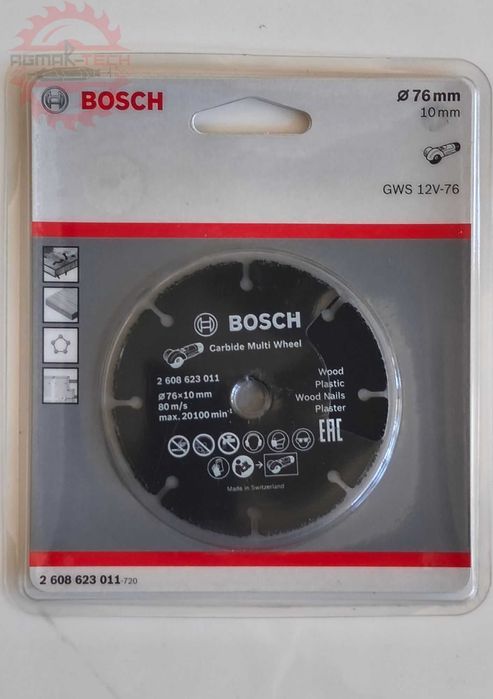 AGMAK-TECH
BOSCH
Ø 76 mm
10 mm
GWS 12V-76
BOSCH
Carbide Multi Wheel
2 608 623 011
Ø 76×10 mm
80 m/s
max. 20100 min⁻¹
Wood
Plastic
Wood Nails
Plaster
EAC
Made in Switzerland
2 608 623 011-720